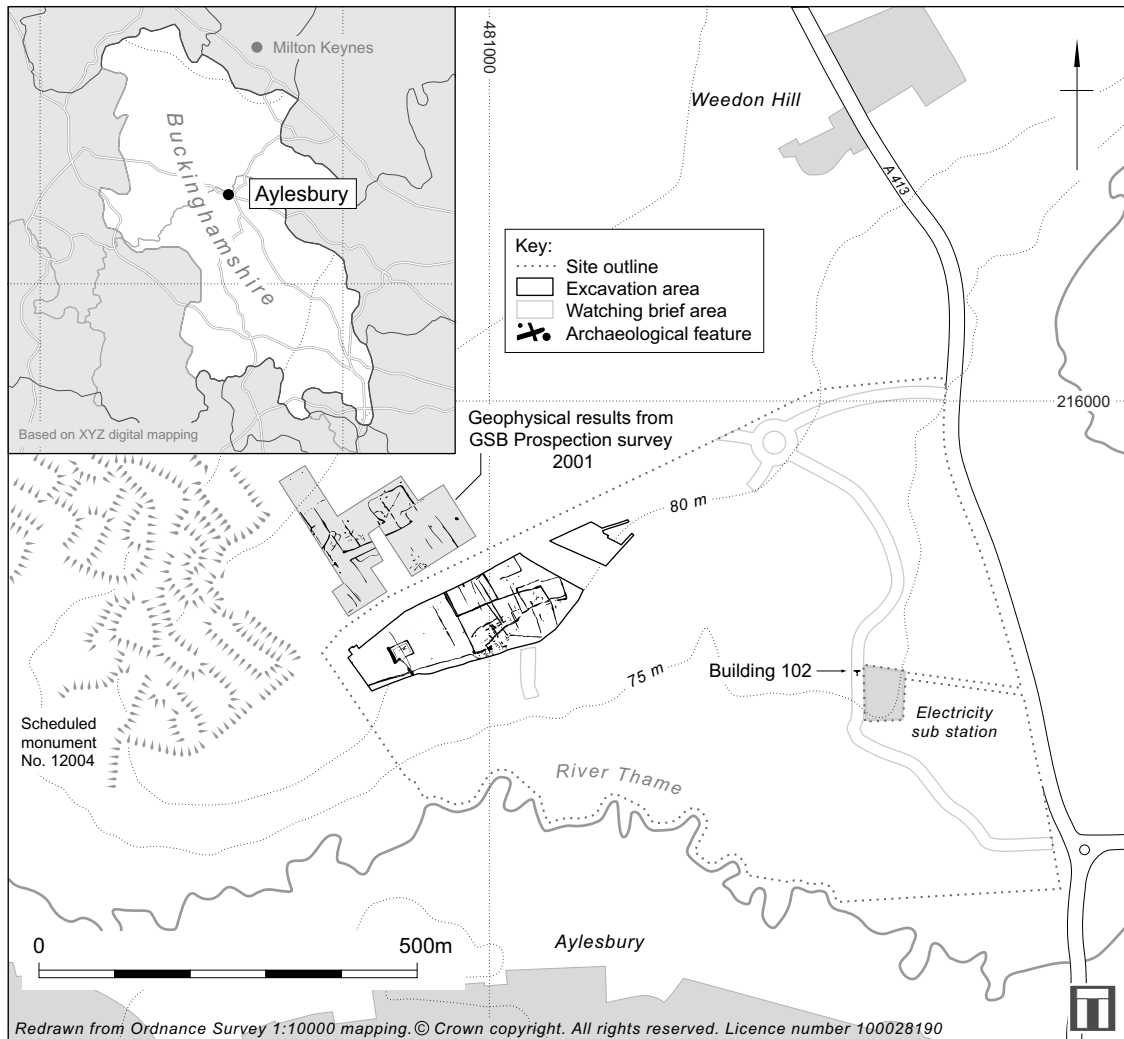 Milton Keynes
Buckinghamshire
Aylesbury
Based on XYZ digital mapping
481000
Weedon Hill
A 413
Key:
Site outline
Excavation area
Watching brief area
Archaeological feature
216000
Geophysical results from
GSB Prospection survey
2001
80 m
75 m
Building 102
Electricity
sub station
Scheduled
monument
No. 12004
River Thame
0
500m
Aylesbury
Redrawn from Ordnance Survey 1:10000 mapping. © Crown copyright. All rights reserved. Licence number 100028190